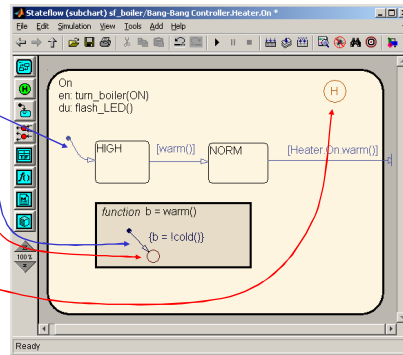 Stateflow (subchart) sf_boiler/Bang-Bang Controller.Heater.On *
File Edit Simulation View Tools Add Help
On
en: turn_boiler(ON)
du: flash_LED()
H
HIGH
[warm()]
NORM
[Heater.On.warm()]
function b = warm()
{b = !cold()}
H
f()
100%
Ready